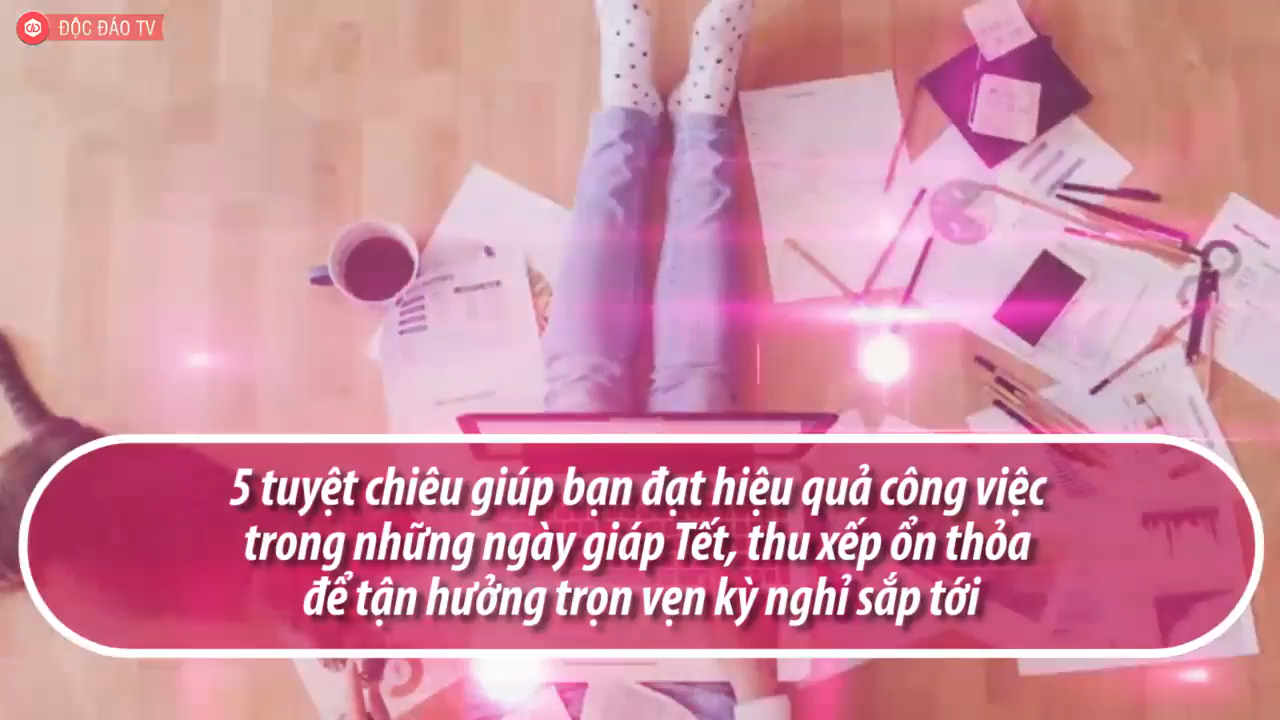 ĐỘC ĐÁO TV
5 tuyệt chiêu giúp bạn đạt hiệu quả công việc
trong những ngày giáp Tết, thu xếp ổn thỏa
để tận hưởng trọn vẹn kỳ nghỉ sắp tới